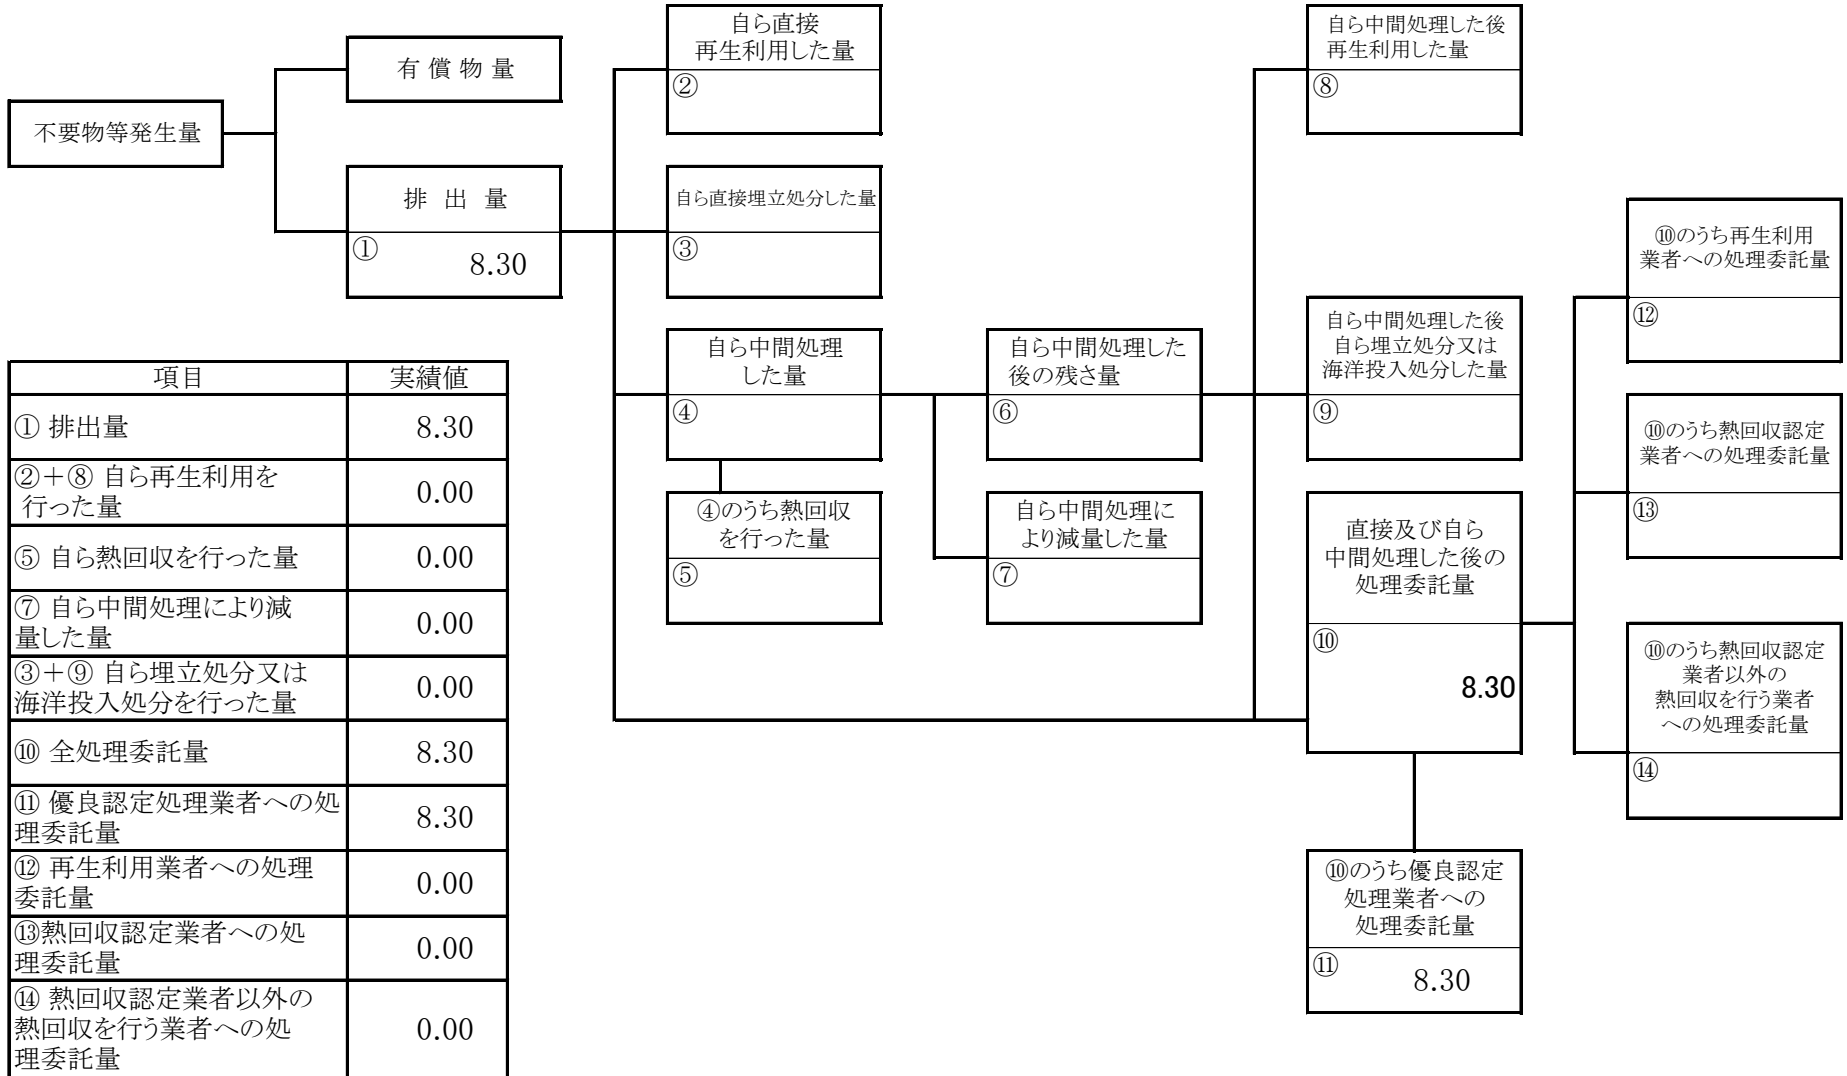 不要物等発生量
有 償 物 量
排 出 量
①
8.30
自ら直接
再生利用した量
②
自ら直接埋立処分した量
③
自ら中間処理
した量
④
④のうち熱回収
を行った量
⑤
自ら中間処理した
後の残さ量
⑥
自ら中間処理に
より減量した量
⑦
自ら中間処理した後
再生利用した量
⑧
自ら中間処理した後
自ら埋立処分又は
海洋投入処分した量
⑨
直接及び自ら
中間処理した後の
処理委託量
⑩
8.30
⑩のうち優良認定
処理業者への
処理委託量
⑪
8.30
⑩のうち再生利用
業者への処理委託量
⑫
⑩のうち熱回収認定
業者への処理委託量
⑬
⑩のうち熱回収認定
業者以外の
熱回収を行う業者
への処理委託量
⑭
項目 実績値
① 排出量 8.30
②＋⑧ 自ら再生利用を
行った量 0.00
⑤ 自ら熱回収を行った量 0.00
⑦ 自ら中間処理により減
量した量 0.00
③＋⑨ 自ら埋立処分又は
海洋投入処分を行った量 0.00
⑩ 全処理委託量 8.30
⑪ 優良認定処理業者への処
理委託量 8.30
⑫ 再生利用業者への処理
委託量 0.00
⑬熱回収認定業者への処
理委託量 0.00
⑭ 熱回収認定業者以外の
熱回収を行う業者への処
理委託量 0.00